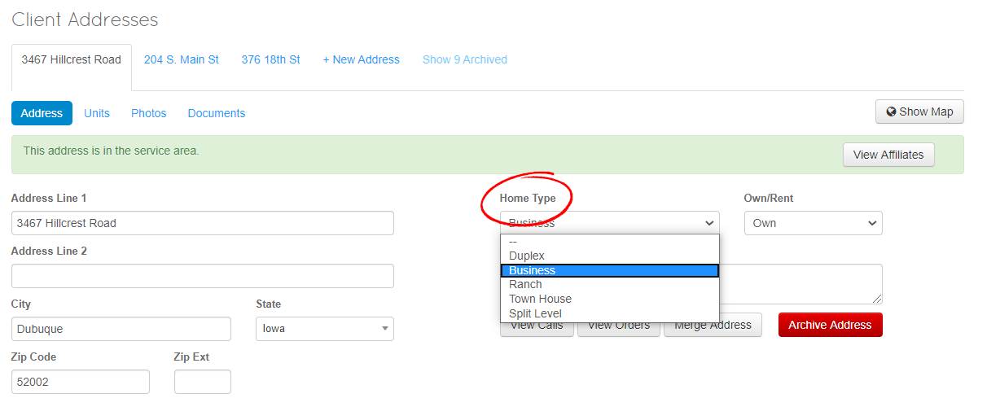 Client Addresses
3467 Hillcrest Road 204 S. Main St 376 18th St + New Address Show 9 Archived
Address Units Photos Documents Show Map
This address is in the service area. View Affiliates
Address Line 1 Home Type Own/Rent
3467 Hillcrest Road Business Own
--
Address Line 2 Duplex
Business
Ranch
City State Town House
Split Level
Dubuque Iowa View Calls View Orders Merge Address Archive Address
Zip Code Zip Ext
52002